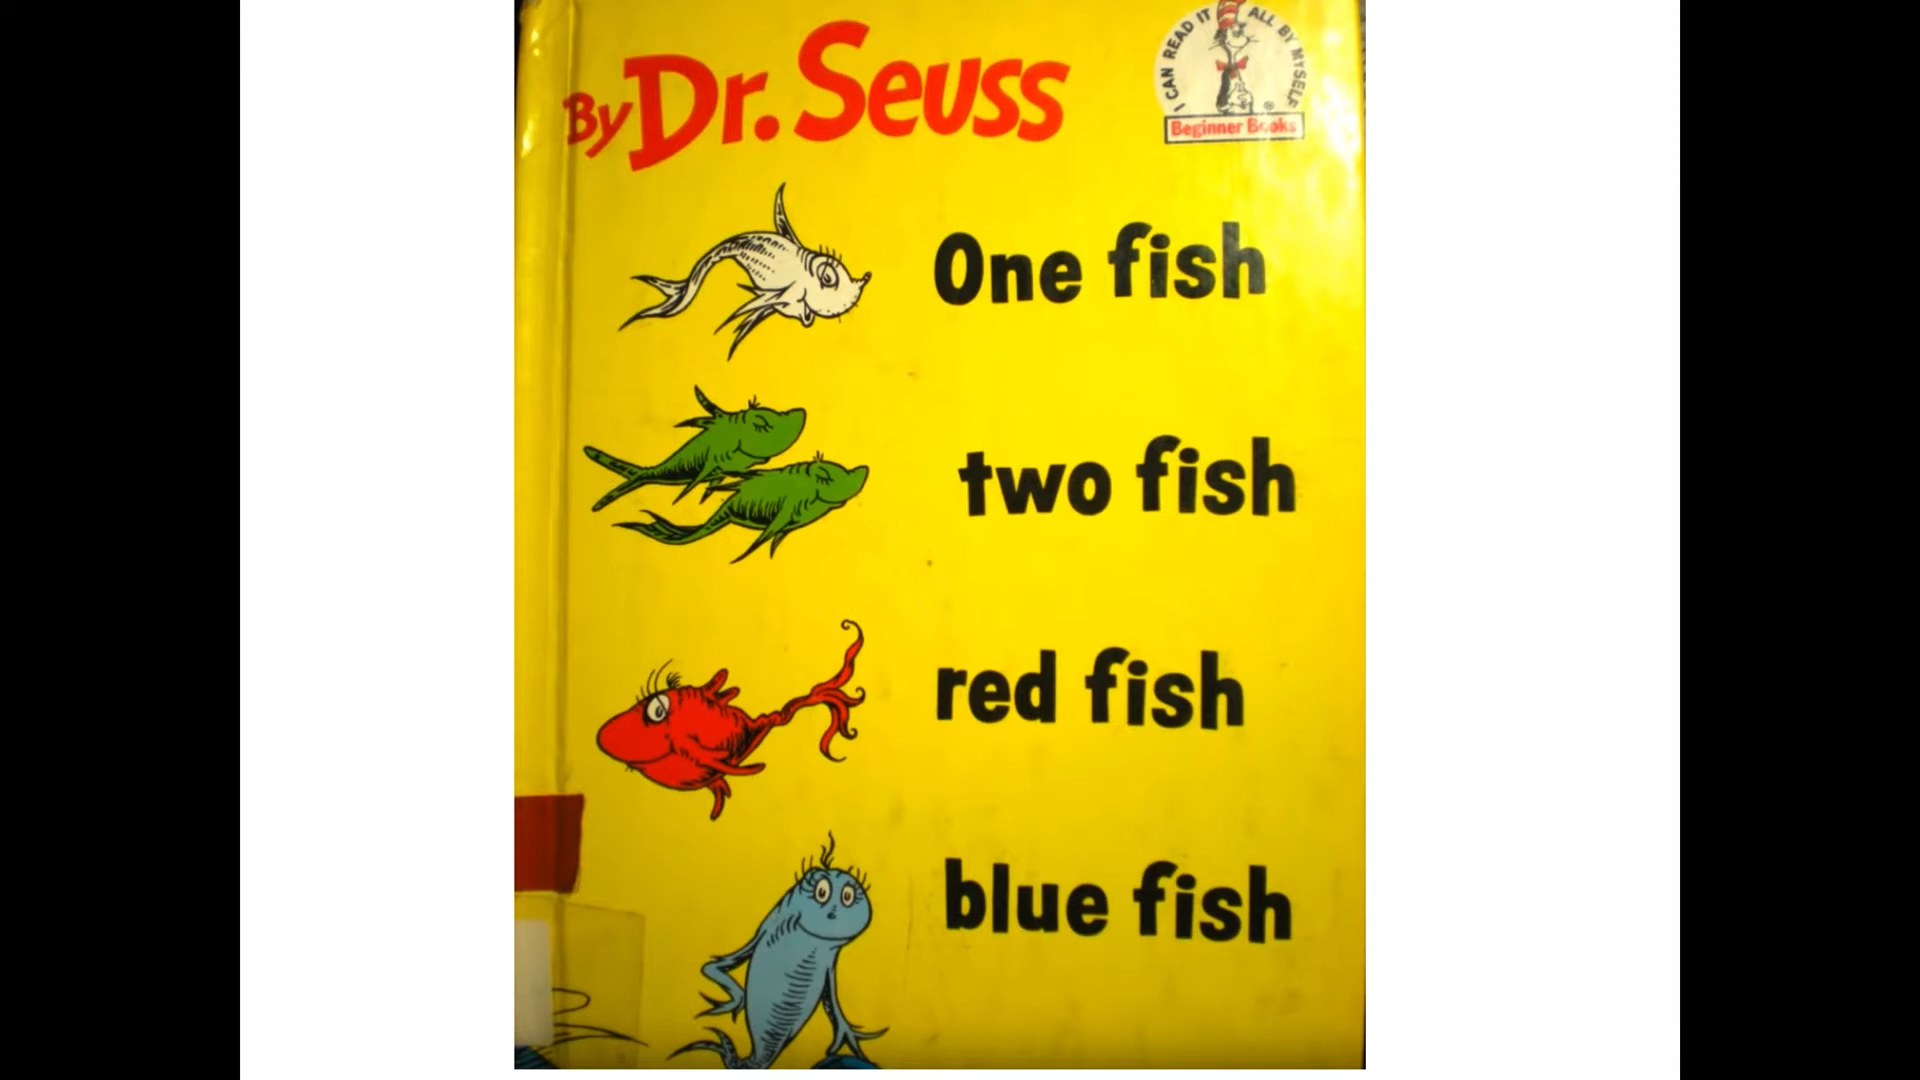 By Dr. Seuss
I CAN READ IT ALL BY MYSELF
®
Beginner Books
One fish
two fish
red fish
blue fish